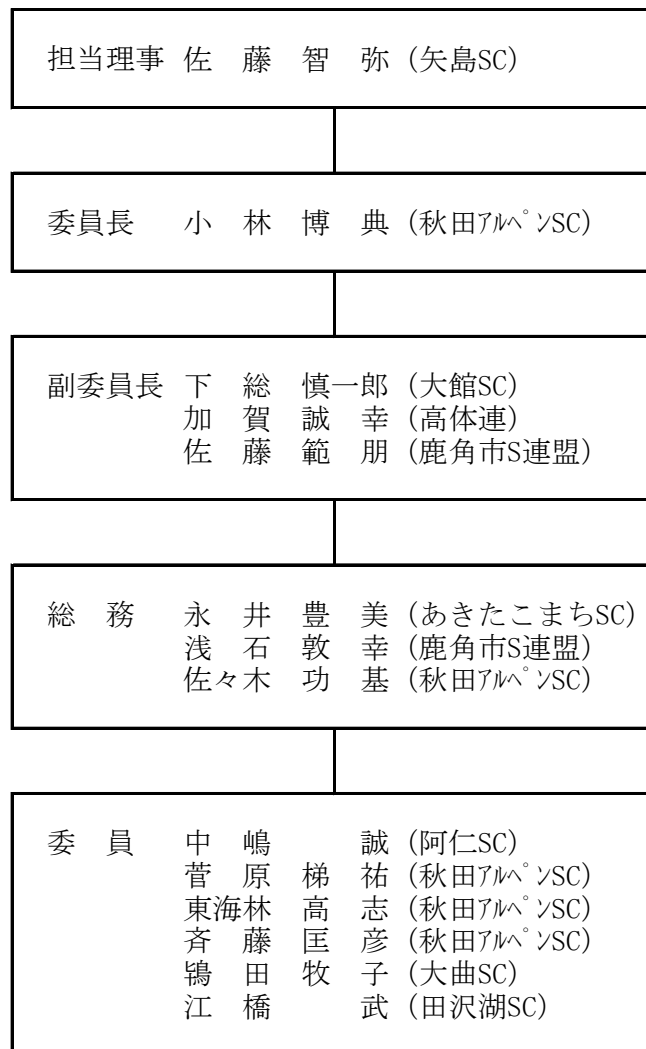 担当理事 佐　藤　智　弥 (矢島SC)
委員長　小　林　博　典 (秋田ｱﾙﾍﾟﾝSC)
副委員長 下　総　慎一郎 (大館SC)
加　賀　誠　幸 (高体連)
佐　藤　範　朋 (鹿角市S連盟)
総　務　永　井　豊　美 (あきたこまちSC)
浅　石　敦　幸 (鹿角市S連盟)
佐々木　功　基 (秋田ｱﾙﾍﾟﾝSC)
委　員　中　嶋　　　誠 (阿仁SC)
菅　原　梯　祐 (秋田ｱﾙﾍﾟﾝSC)
東海林　高　志 (秋田ｱﾙﾍﾟﾝSC)
斉　藤　匡　彦 (秋田ｱﾙﾍﾟﾝSC)
鴇　田　牧　子 (大曲SC)
江　橋　　　武 (田沢湖SC)